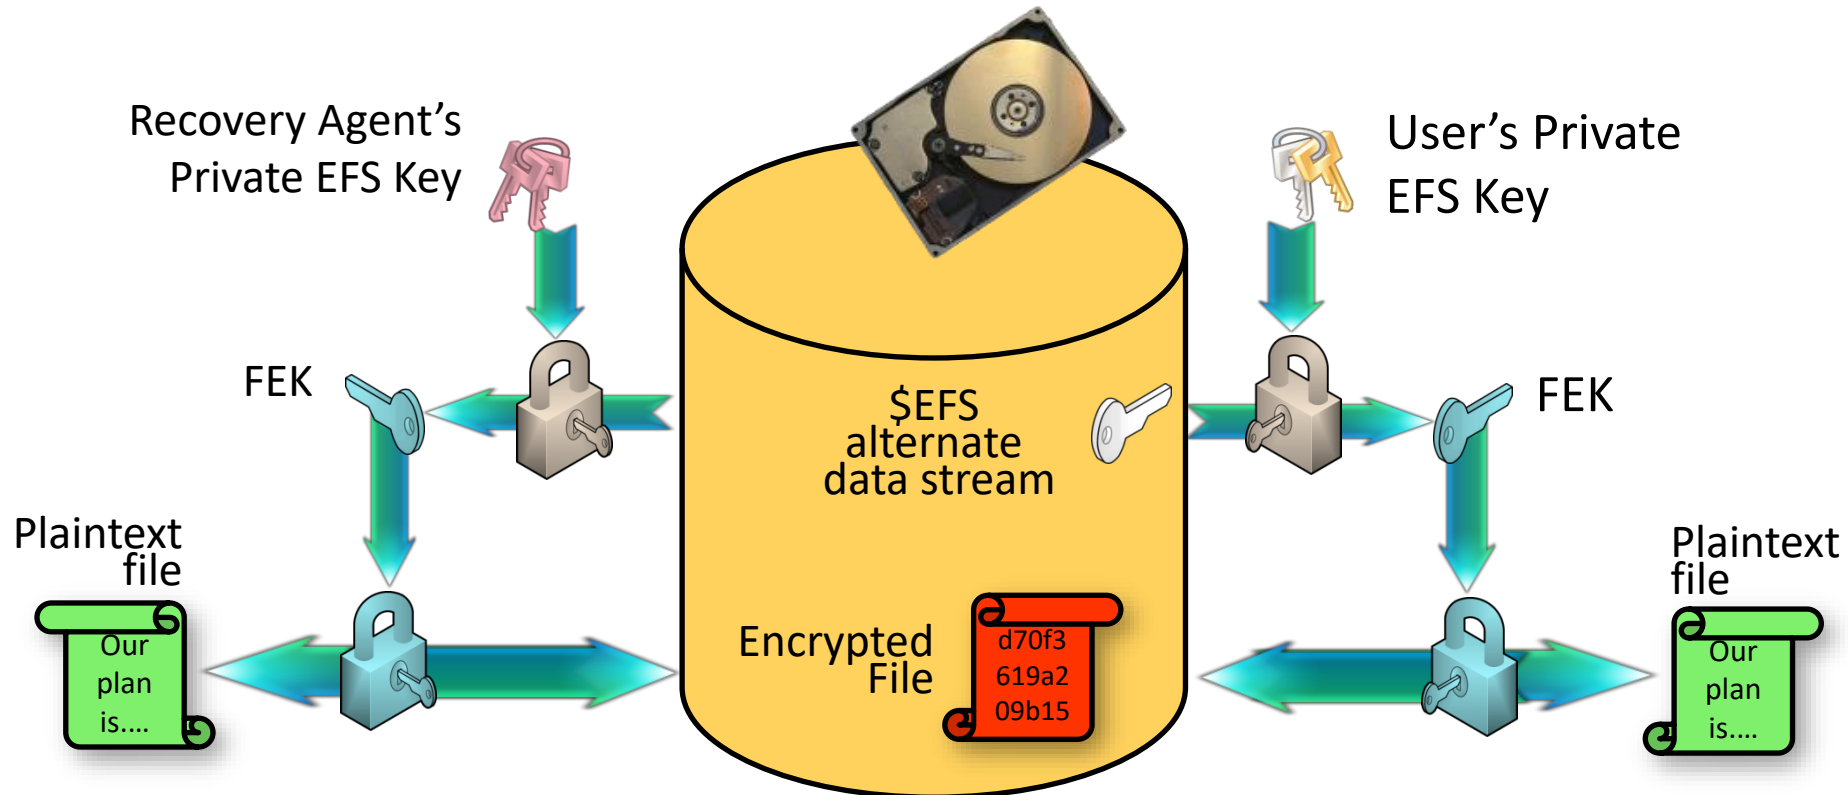 Recovery Agent’s
Private EFS Key
User’s Private
EFS Key
FEK
$EFS
alternate
data stream
FEK
Plaintext
file
Our
plan
is....
Encrypted
File
d70f3
619a2
09b15
Plaintext
file
Our
plan
is....